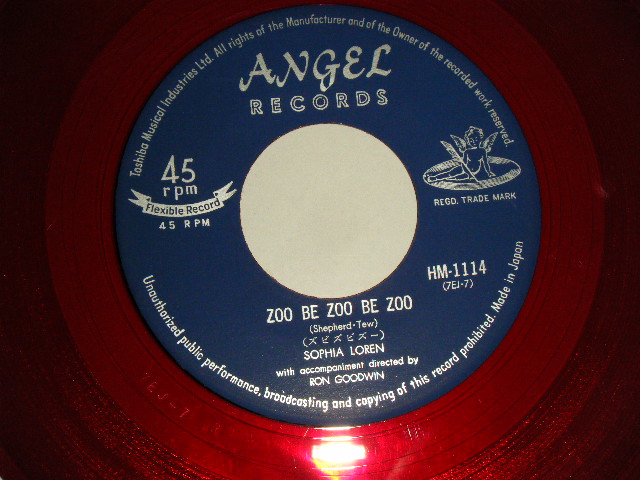 Toshiba Musical Industries Ltd. All rights of the Manufacturer and of the Owner of the recorded work reserved.
ANGEL
RECORDS
45
rpm
Flexible Record
45 RPM
REGD. TRADE MARK
HM-1114
(7EJ-7)
ZOO BE ZOO BE ZOO
(Shepherd・Tew)
(ズビズビズー)
SOPHIA LOREN
with accompaniment directed by
RON GOODWIN
Unauthorized public performance, broadcasting and copying of this record prohibited. Made in Japan